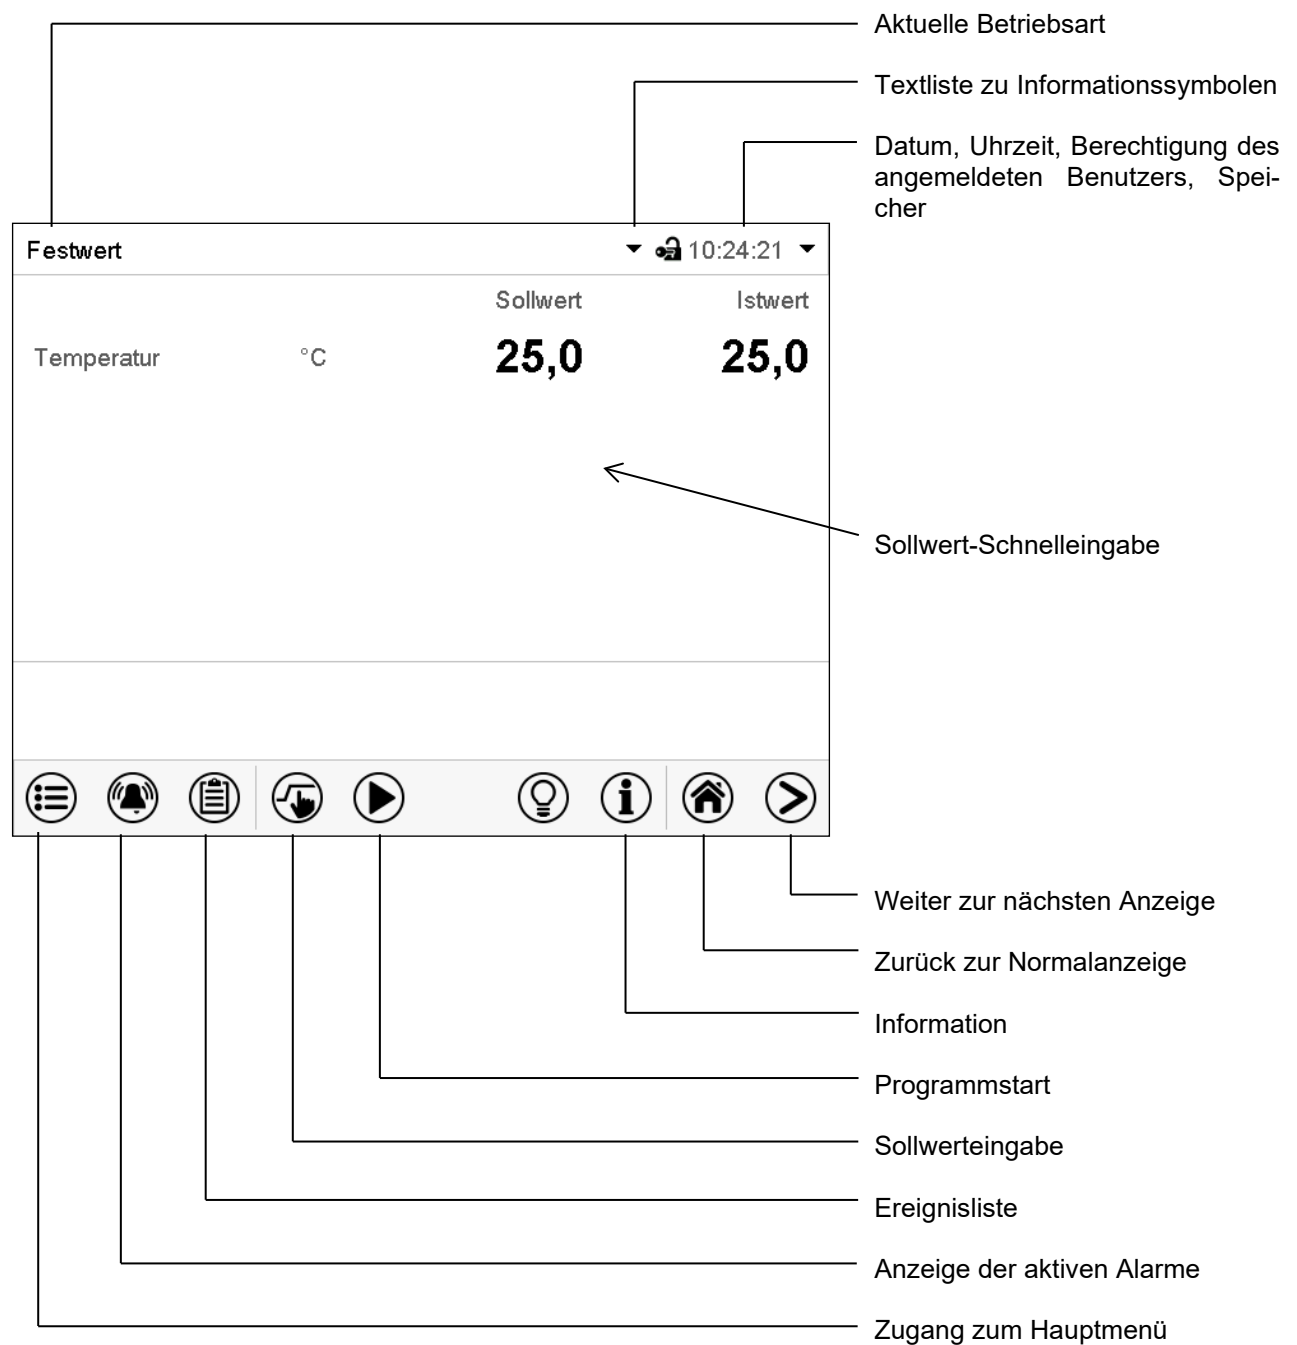 Aktuelle Betriebsart
Textliste zu Informationssymbolen
Datum, Uhrzeit, Berechtigung des
angemeldeten Benutzers, Spei-
cher
Festwert 10:24:21
Sollwert Istwert
Temperatur °C 25,0 25,0
Sollwert-Schnelleingabe
Weiter zur nächsten Anzeige
Zurück zur Normalanzeige
Information
Programmstart
Sollwerteingabe
Ereignisliste
Anzeige der aktiven Alarme
Zugang zum Hauptmenü